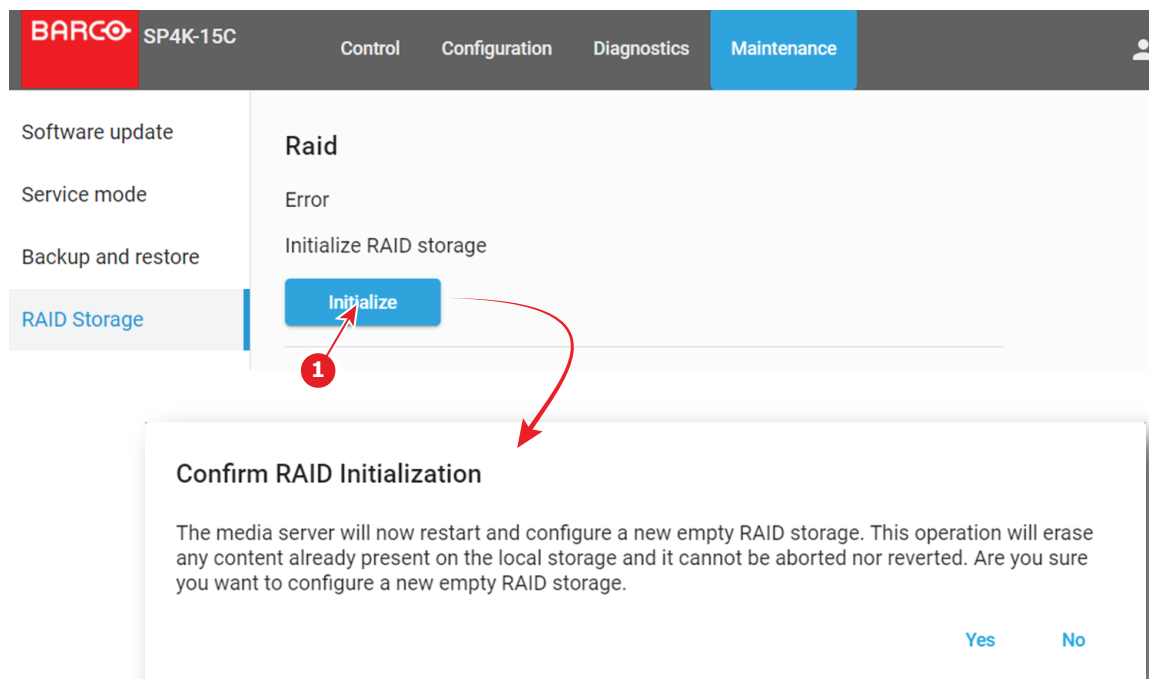 BARCO SP4K-15C
Control Configuration Diagnostics Maintenance
Software update
Service mode
Backup and restore
RAID Storage
Raid
Error
Initialize RAID storage
Initialize
1
Confirm RAID Initialization
The media server will now restart and configure a new empty RAID storage. This operation will erase
any content already present on the local storage and it cannot be aborted nor reverted. Are you sure
you want to configure a new empty RAID storage.
Yes No